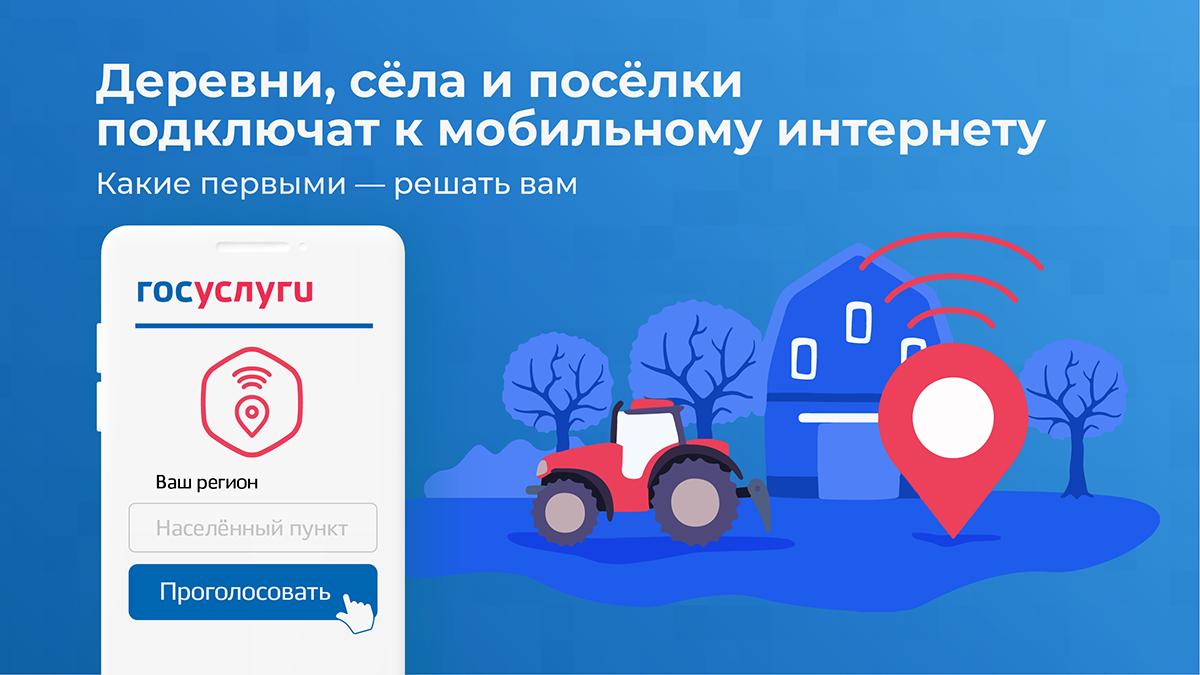 Деревни, сёла и посёлки
подключат к мобильному интернету
Какие первыми — решать вам
госуслуги
Ваш регион
Населённый пункт
Проголосовать